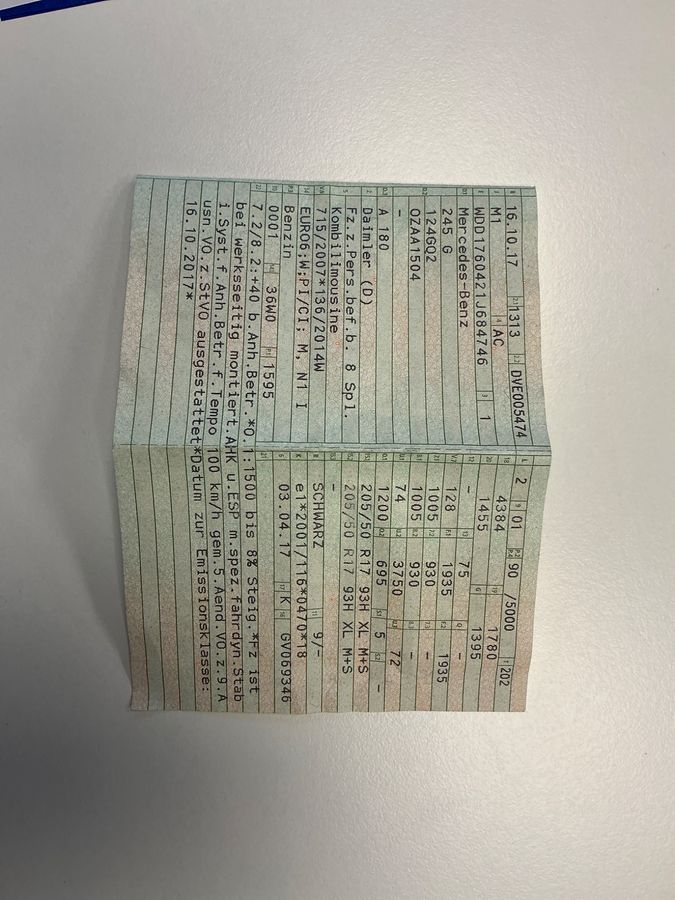 16.10.17 1313 DVE005474
M1 AC
WDD1760421J684746 1
Mercedes-Benz
245 G
124GQ2
OZAA1504
-
A 180
Daimler (D)
Fz.z.Pers.bef.b. 8 Spl.
Kombilimousine
715/2007*136/2014W
EURO6;W;PI/CI; M, N1 I
Benzin
0001 36W0 1595
2 01 90 /5000 202
4384 1780
1455 1395
- 75 -
128 1935 1935
1005 930 -
1005 930 -
74 3750 72
1200 695 5 -
205/50 R17 93H XL M+S
205/50 R17 93H XL M+S
-
SCHWARZ 9/-
e1*2001/116*0470*18
03.04.17 K GV069346
7.2/8.2:+40 b.Anh.Betr.*O.1:1500 bis 8% Steig.*Fz ist
bei werksseitig montiert.AHK u.ESP m.spez.fahrdyn.Stab
i.Syst.f.Anh.Betr.f.Tempo 100 km/h gem.5.Aend.VO.z.9.A
usn.VO.z.StVO ausgestattet*Datum zur Emissionsklasse:
16.10.2017*